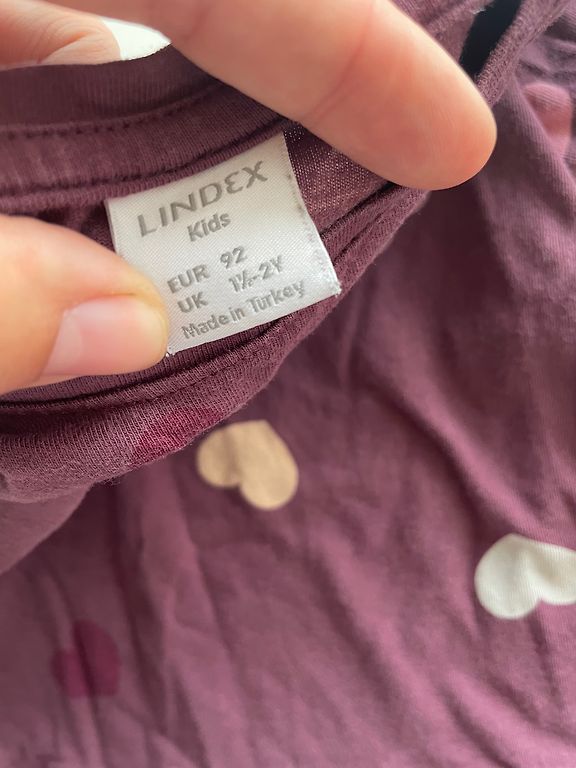 LINDEX
Kids
EUR 92
UK 1½-2Y
Made in Turkey